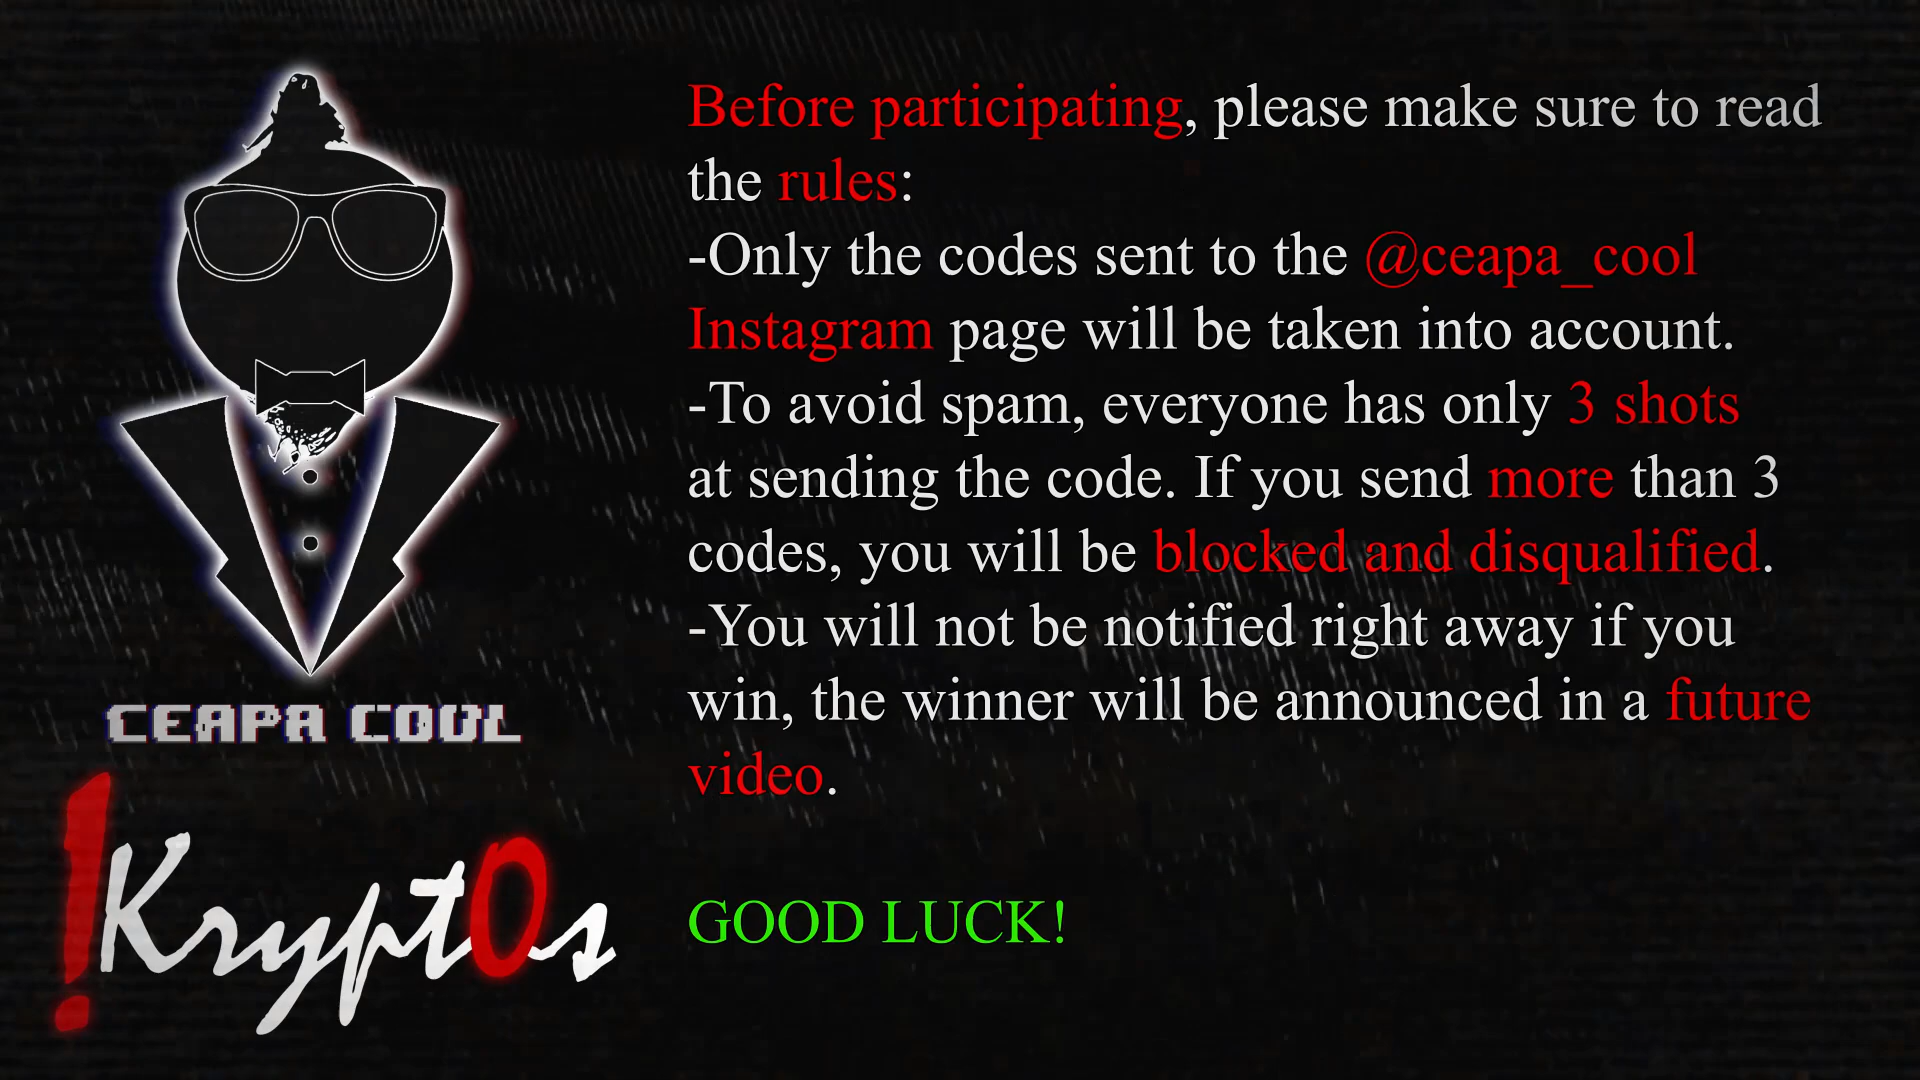 CEAPA COOL
!Krypt0s
Before participating, please make sure to read
the rules:
-Only the codes sent to the @ceapa_cool
Instagram page will be taken into account.
-To avoid spam, everyone has only 3 shots
at sending the code. If you send more than 3
codes, you will be blocked and disqualified.
-You will not be notified right away if you
win, the winner will be announced in a future
video.
GOOD LUCK!